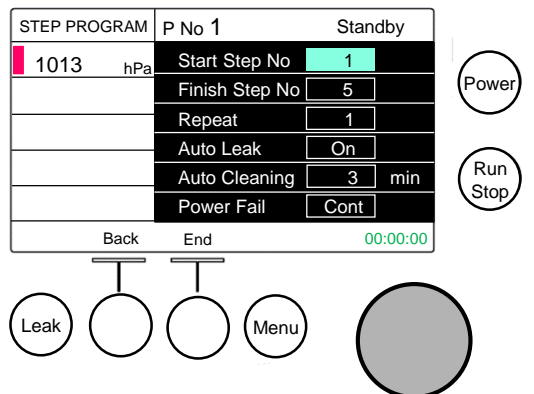 STEP PROGRAM P No 1 Standby
1013 hPa
Start Step No 1
Finish Step No 5
Repeat 1
Auto Leak On
Auto Cleaning 3 min
Power Fail Cont
Back End 00:00:00
Power
Run
Stop
Leak
Menu